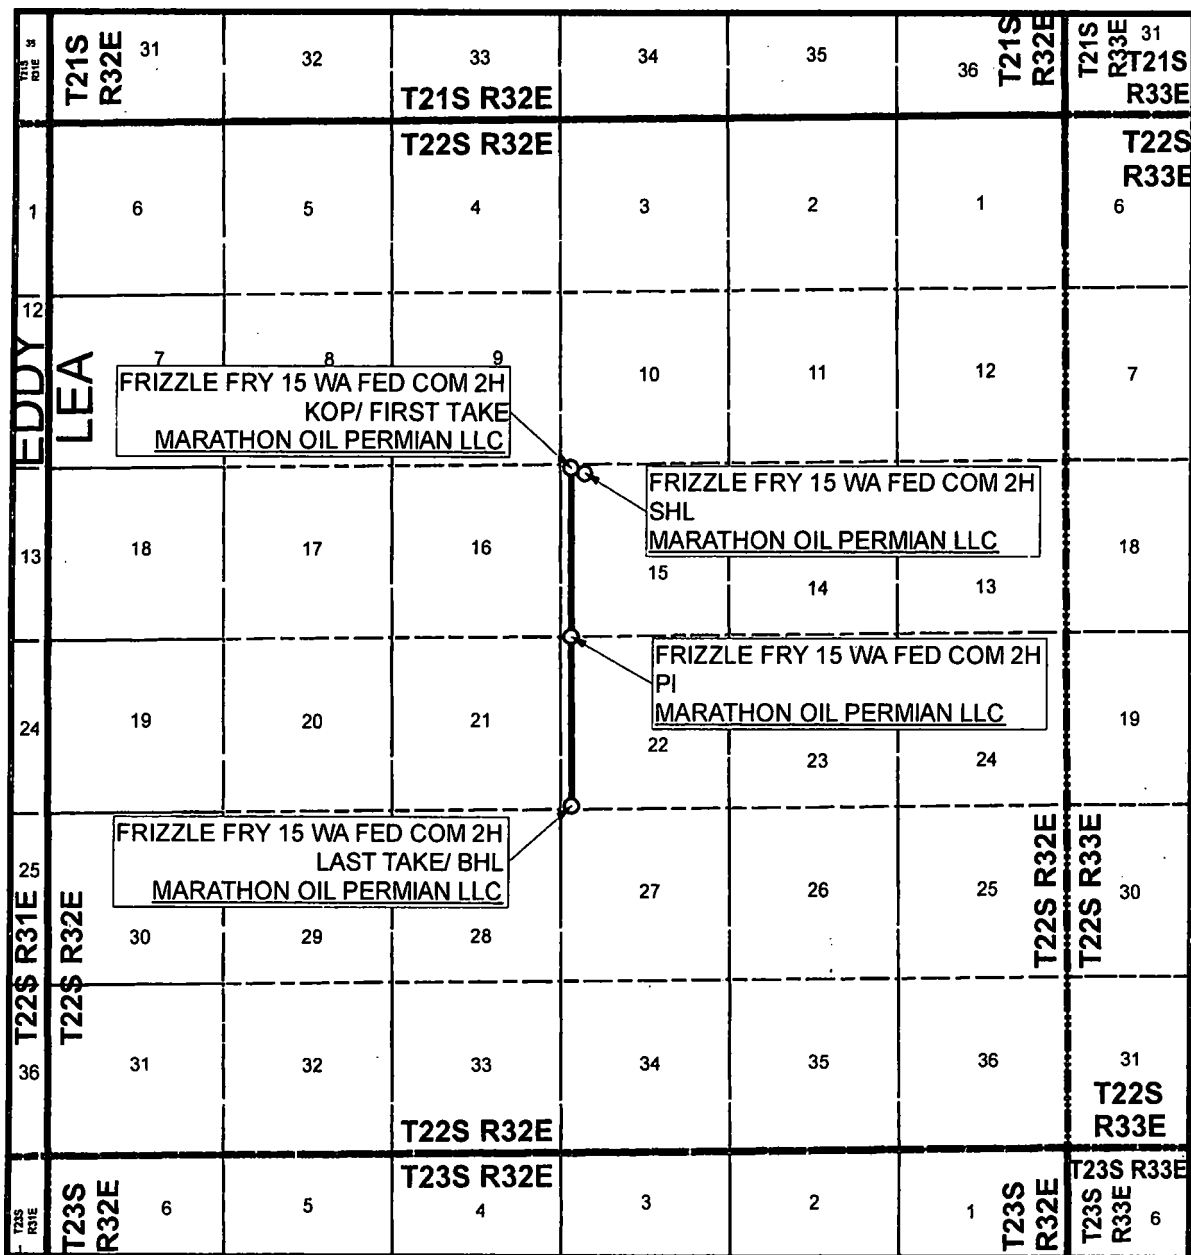 35
T21S
R31E
T21S
R32E
31
32
33
34
35
36
T21S
R32E
T21S
R33E
31
T21S
R33E
T21S R32E
T22S R32E
T22S
R33E
1
6
5
4
3
2
1
6
12
EDDY
LEA
7
8
9
10
11
12
7
FRIZZLE FRY 15 WA FED COM 2H
KOP/ FIRST TAKE
MARATHON OIL PERMIAN LLC
FRIZZLE FRY 15 WA FED COM 2H
SHL
MARATHON OIL PERMIAN LLC
13
18
17
16
15
14
13
18
FRIZZLE FRY 15 WA FED COM 2H
PI
MARATHON OIL PERMIAN LLC
24
19
20
21
22
23
24
19
FRIZZLE FRY 15 WA FED COM 2H
LAST TAKE/ BHL
MARATHON OIL PERMIAN LLC
25
30
29
28
27
26
25
30
T22S R31E
T22S R32E
T22S R32E
T22S R33E
36
31
32
33
34
35
36
31
T22S
R33E
T22S R32E
T23S R32E
T23S R33E
T23S
R31E
T23S
R32E
6
5
4
3
2
1
T23S
R32E
T23S
R33E
6